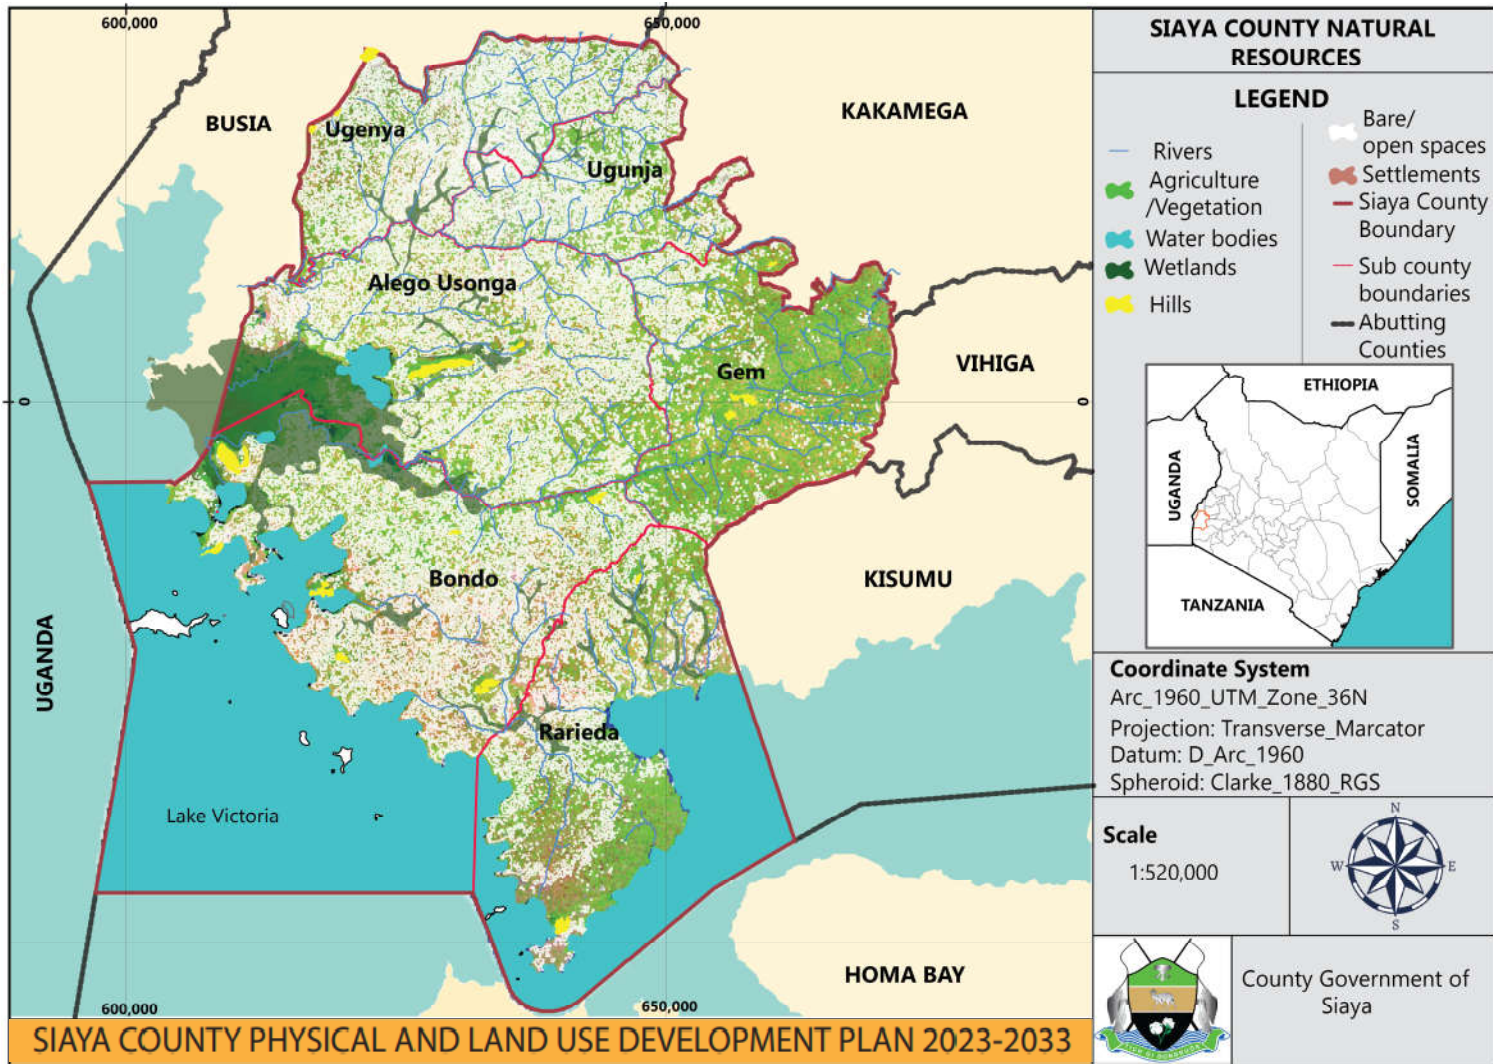 600,000
650,000
BUSIA
Ugenya
KAKAMEGA
Ugunja
Alego Usonga
Gem
VIHIGA
0
0
Bondo
KISUMU
UGANDA
Rarieda
Lake Victoria
HOMA BAY
600,000
650,000
SIAYA COUNTY PHYSICAL AND LAND USE DEVELOPMENT PLAN 2023-2033
SIAYA COUNTY NATURAL
RESOURCES
LEGEND
Rivers
Agriculture
/Vegetation
Water bodies
Wetlands
Hills
Bare/
open spaces
Settlements
Siaya County
Boundary
Sub county
boundaries
Abutting
Counties
ETHIOPIA
UGANDA
SOMALIA
TANZANIA
Coordinate System
Arc_1960_UTM_Zone_36N
Projection: Transverse_Marcator
Datum: D_Arc_1960
Spheroid: Clarke_1880_RGS
Scale
1:520,000
N
W
E
S
County Government of
Siaya